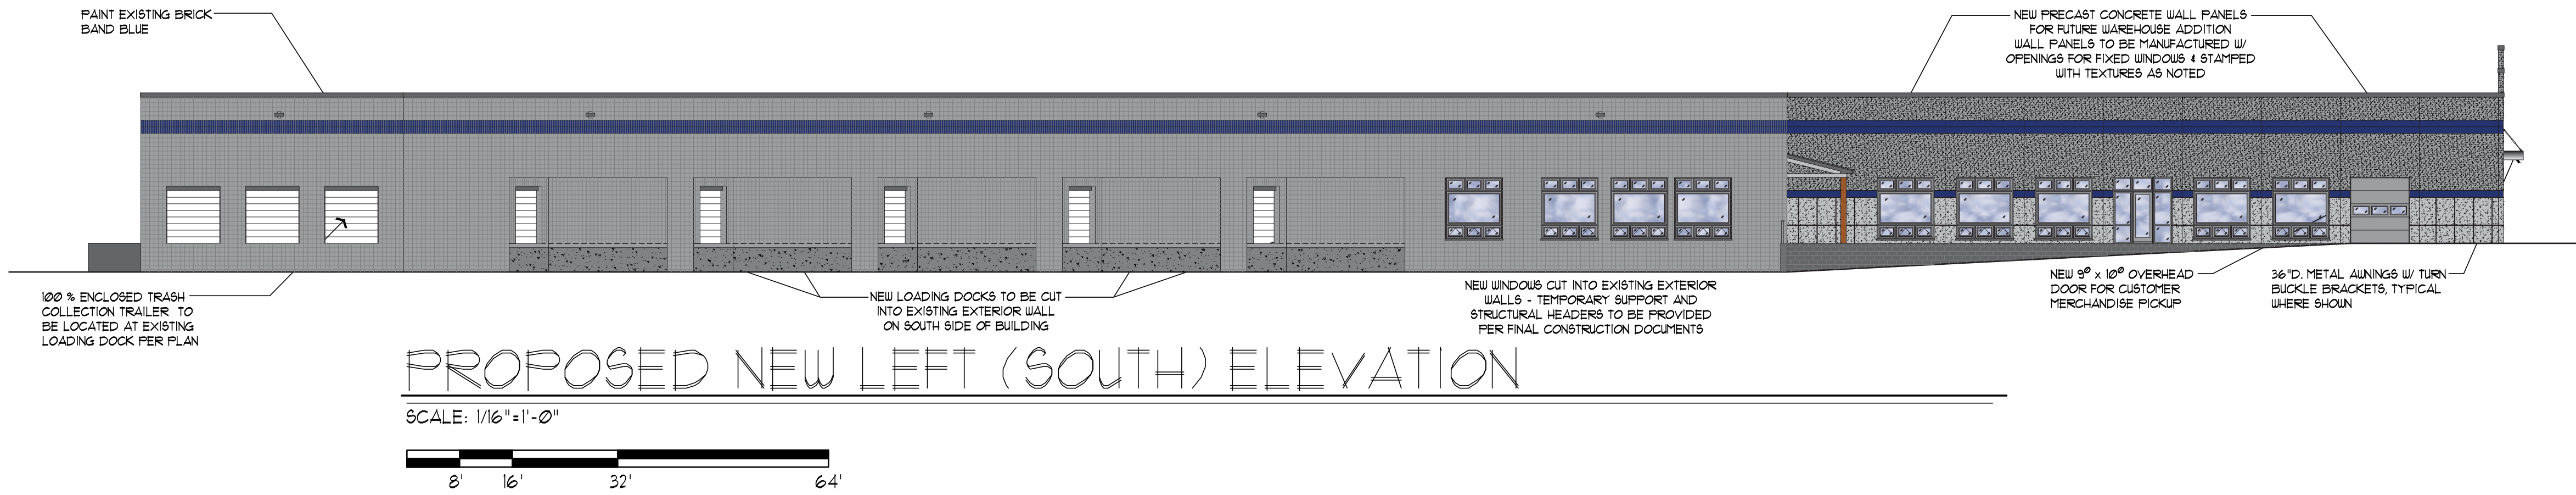 PAINT EXISTING BRICK
BAND BLUE
NEW PRECAST CONCRETE WALL PANELS
FOR FUTURE WAREHOUSE ADDITION
WALL PANELS TO BE MANUFACTURED W/
OPENINGS FOR FIXED WINDOWS & STAMPED
WITH TEXTURES AS NOTED
100 % ENCLOSED TRASH
COLLECTION TRAILER TO
BE LOCATED AT EXISTING
LOADING DOCK PER PLAN
NEW LOADING DOCKS TO BE CUT
INTO EXISTING EXTERIOR WALL
ON SOUTH SIDE OF BUILDING
NEW WINDOWS CUT INTO EXISTING EXTERIOR
WALLS - TEMPORARY SUPPORT AND
STRUCTURAL HEADERS TO BE PROVIDED
PER FINAL CONSTRUCTION DOCUMENTS
NEW 9⁰ x 10⁰ OVERHEAD
DOOR FOR CUSTOMER
MERCHANDISE PICKUP
36"D. METAL AWNINGS W/ TURN
BUCKLE BRACKETS, TYPICAL
WHERE SHOWN
PROPOSED NEW LEFT (SOUTH) ELEVATION
SCALE: 1/16"=1'-0"
8' 16' 32' 64'